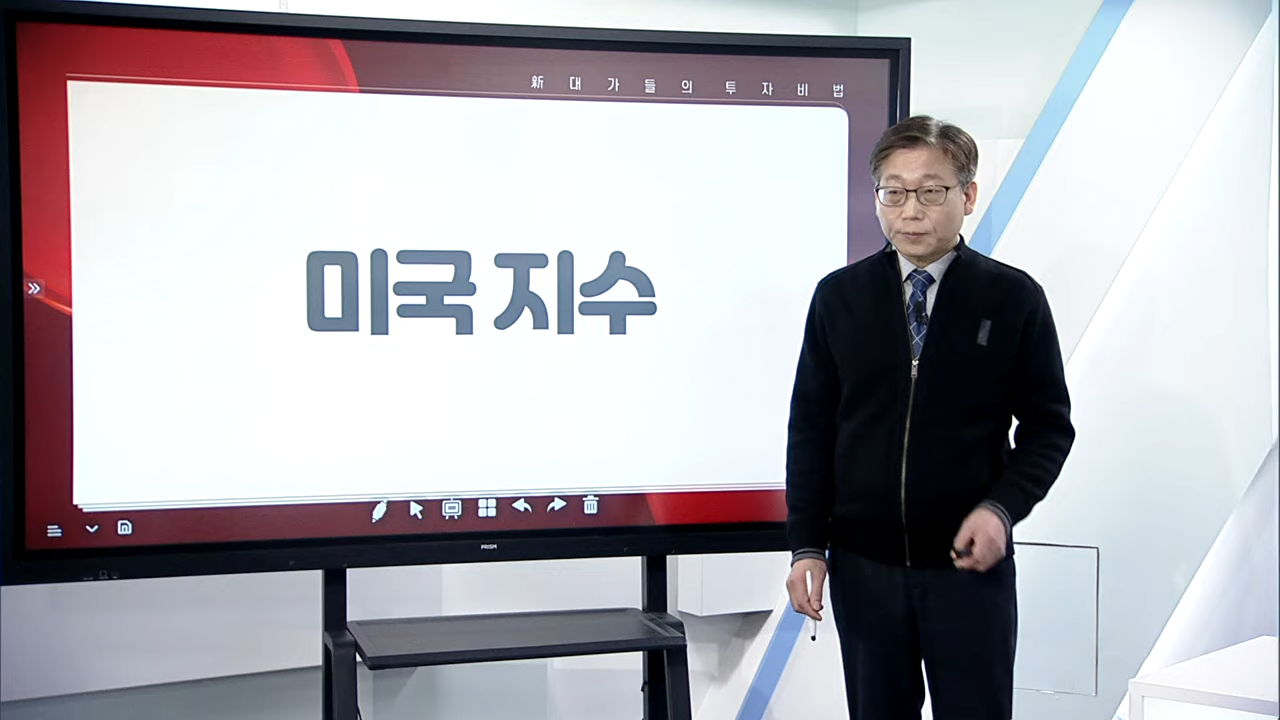 新 대 가 들 의 투 자 비 법
미국 지수
PRISM